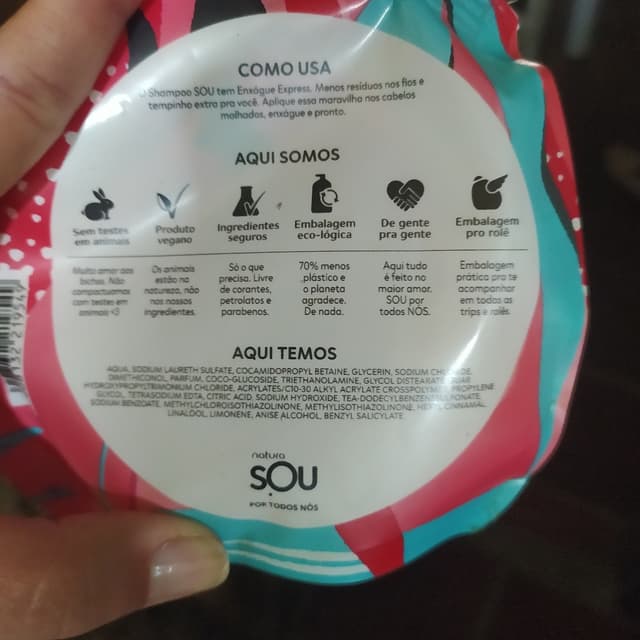 COMO USA
O Shampoo SOU tem Enxágue Express. Menos resíduos nos fios e
tempinho extra pra você. Aplique essa maravilha nos cabelos
molhados, enxágue e pronto.
AQUI SOMOS
Sem testes
em animais
Produto
vegano
Ingredientes
seguros
Embalagem
eco-lógica
De gente
pra gente
Embalagem
pro rolê
Muito amor aos
bichos. Não
compactuamos
com testes em
animais <3
Os animais
estão na
natureza, não
nos nossos
ingredientes.
Só o que
precisa. Livre
de corantes,
petrolatos e
parabenos.
70% menos
plástico e
o planeta
agradece.
De nada.
Aqui tudo
é feito no
maior amor.
SOU por
todos NÓS.
Embalagem
prática pra te
acompanhar
em todas as
trips e rolês.
AQUI TEMOS
AQUA, SODIUM LAURETH SULFATE, COCAMIDOPROPYL BETAINE, GLYCERIN, SODIUM CHLORIDE,
DIMETHICONOL, PARFUM, COCO-GLUCOSIDE, TRIETHANOLAMINE, GLYCOL DISTEARATE, GUAR
HYDROXYPROPYLTRIMONIUM CHLORIDE, ACRYLATES/C10-30 ALKYL ACRYLATE CROSSPOLYMER, PROPYLENE
GLYCOL, TETRASODIUM EDTA, CITRIC ACID, SODIUM HYDROXIDE, TEA-DODECYLBENZENESULFONATE,
SODIUM BENZOATE, METHYLCHLOROISOTHIAZOLINONE, METHYLISOTHIAZOLINONE, HEXYL CINNAMAL,
LINALOOL, LIMONENE, ANISE ALCOHOL, BENZYL SALICYLATE.
natura
SOU
POR TODOS NÓS